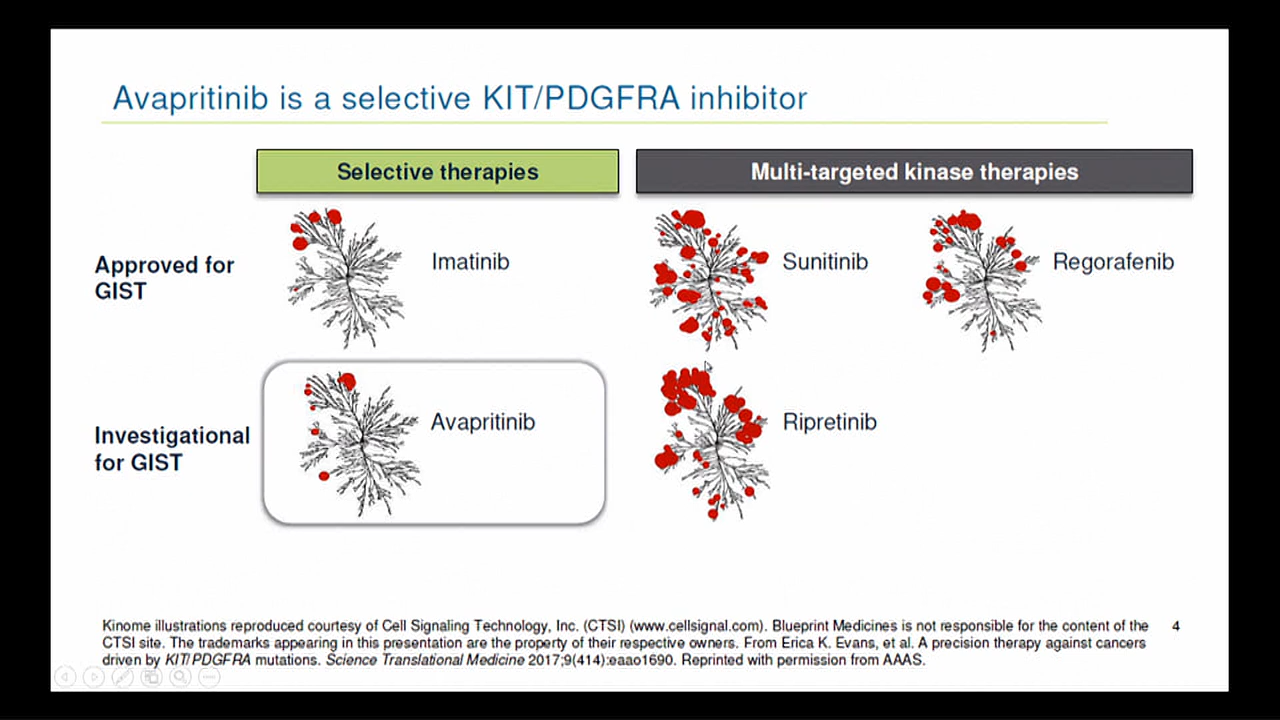 Avapritinib is a selective KIT/PDGFRA inhibitor
Selective therapies
Multi-targeted kinase therapies
Approved for
GIST
Imatinib
Sunitinib
Regorafenib
Investigational
for GIST
Avapritinib
Ripretinib
Kinome illustrations reproduced courtesy of Cell Signaling Technology, Inc. (CTSI) (www.cellsignal.com). Blueprint Medicines is not responsible for the content of the
CTSI site. The trademarks appearing in this presentation are the property of their respective owners. From Erica K. Evans, et al. A precision therapy against cancers
driven by KIT/PDGFRA mutations. Science Translational Medicine 2017;9(414):eaao1690. Reprinted with permission from AAAS.
4